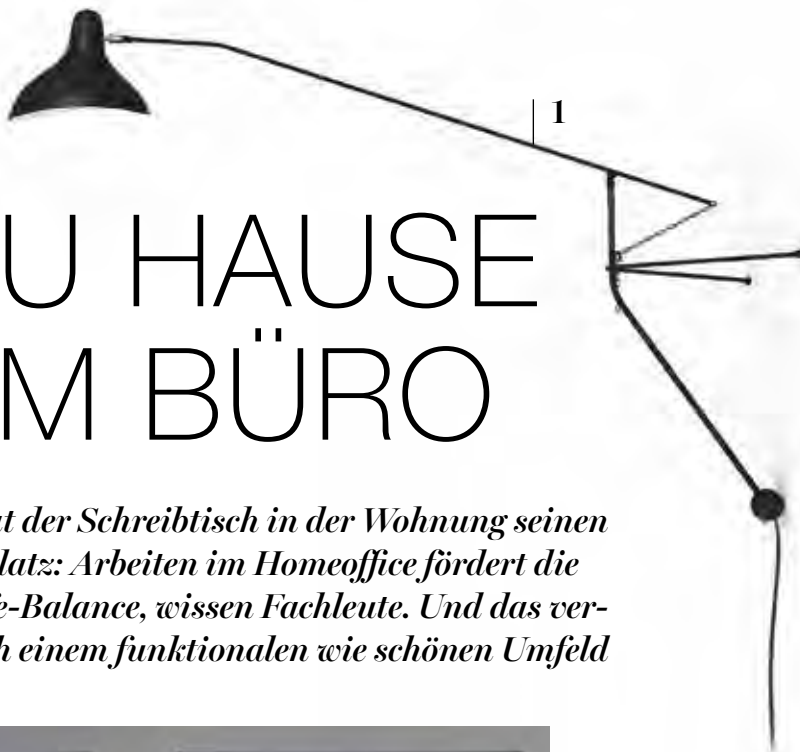 1
U HAUSE
M BÜRO
at der Schreibtisch in der Wohnung seinen
latz: Arbeiten im Homeoffice fördert die
e-Balance, wissen Fachleute. Und das ver-
h einem funktionalen wie schönen Umfeld